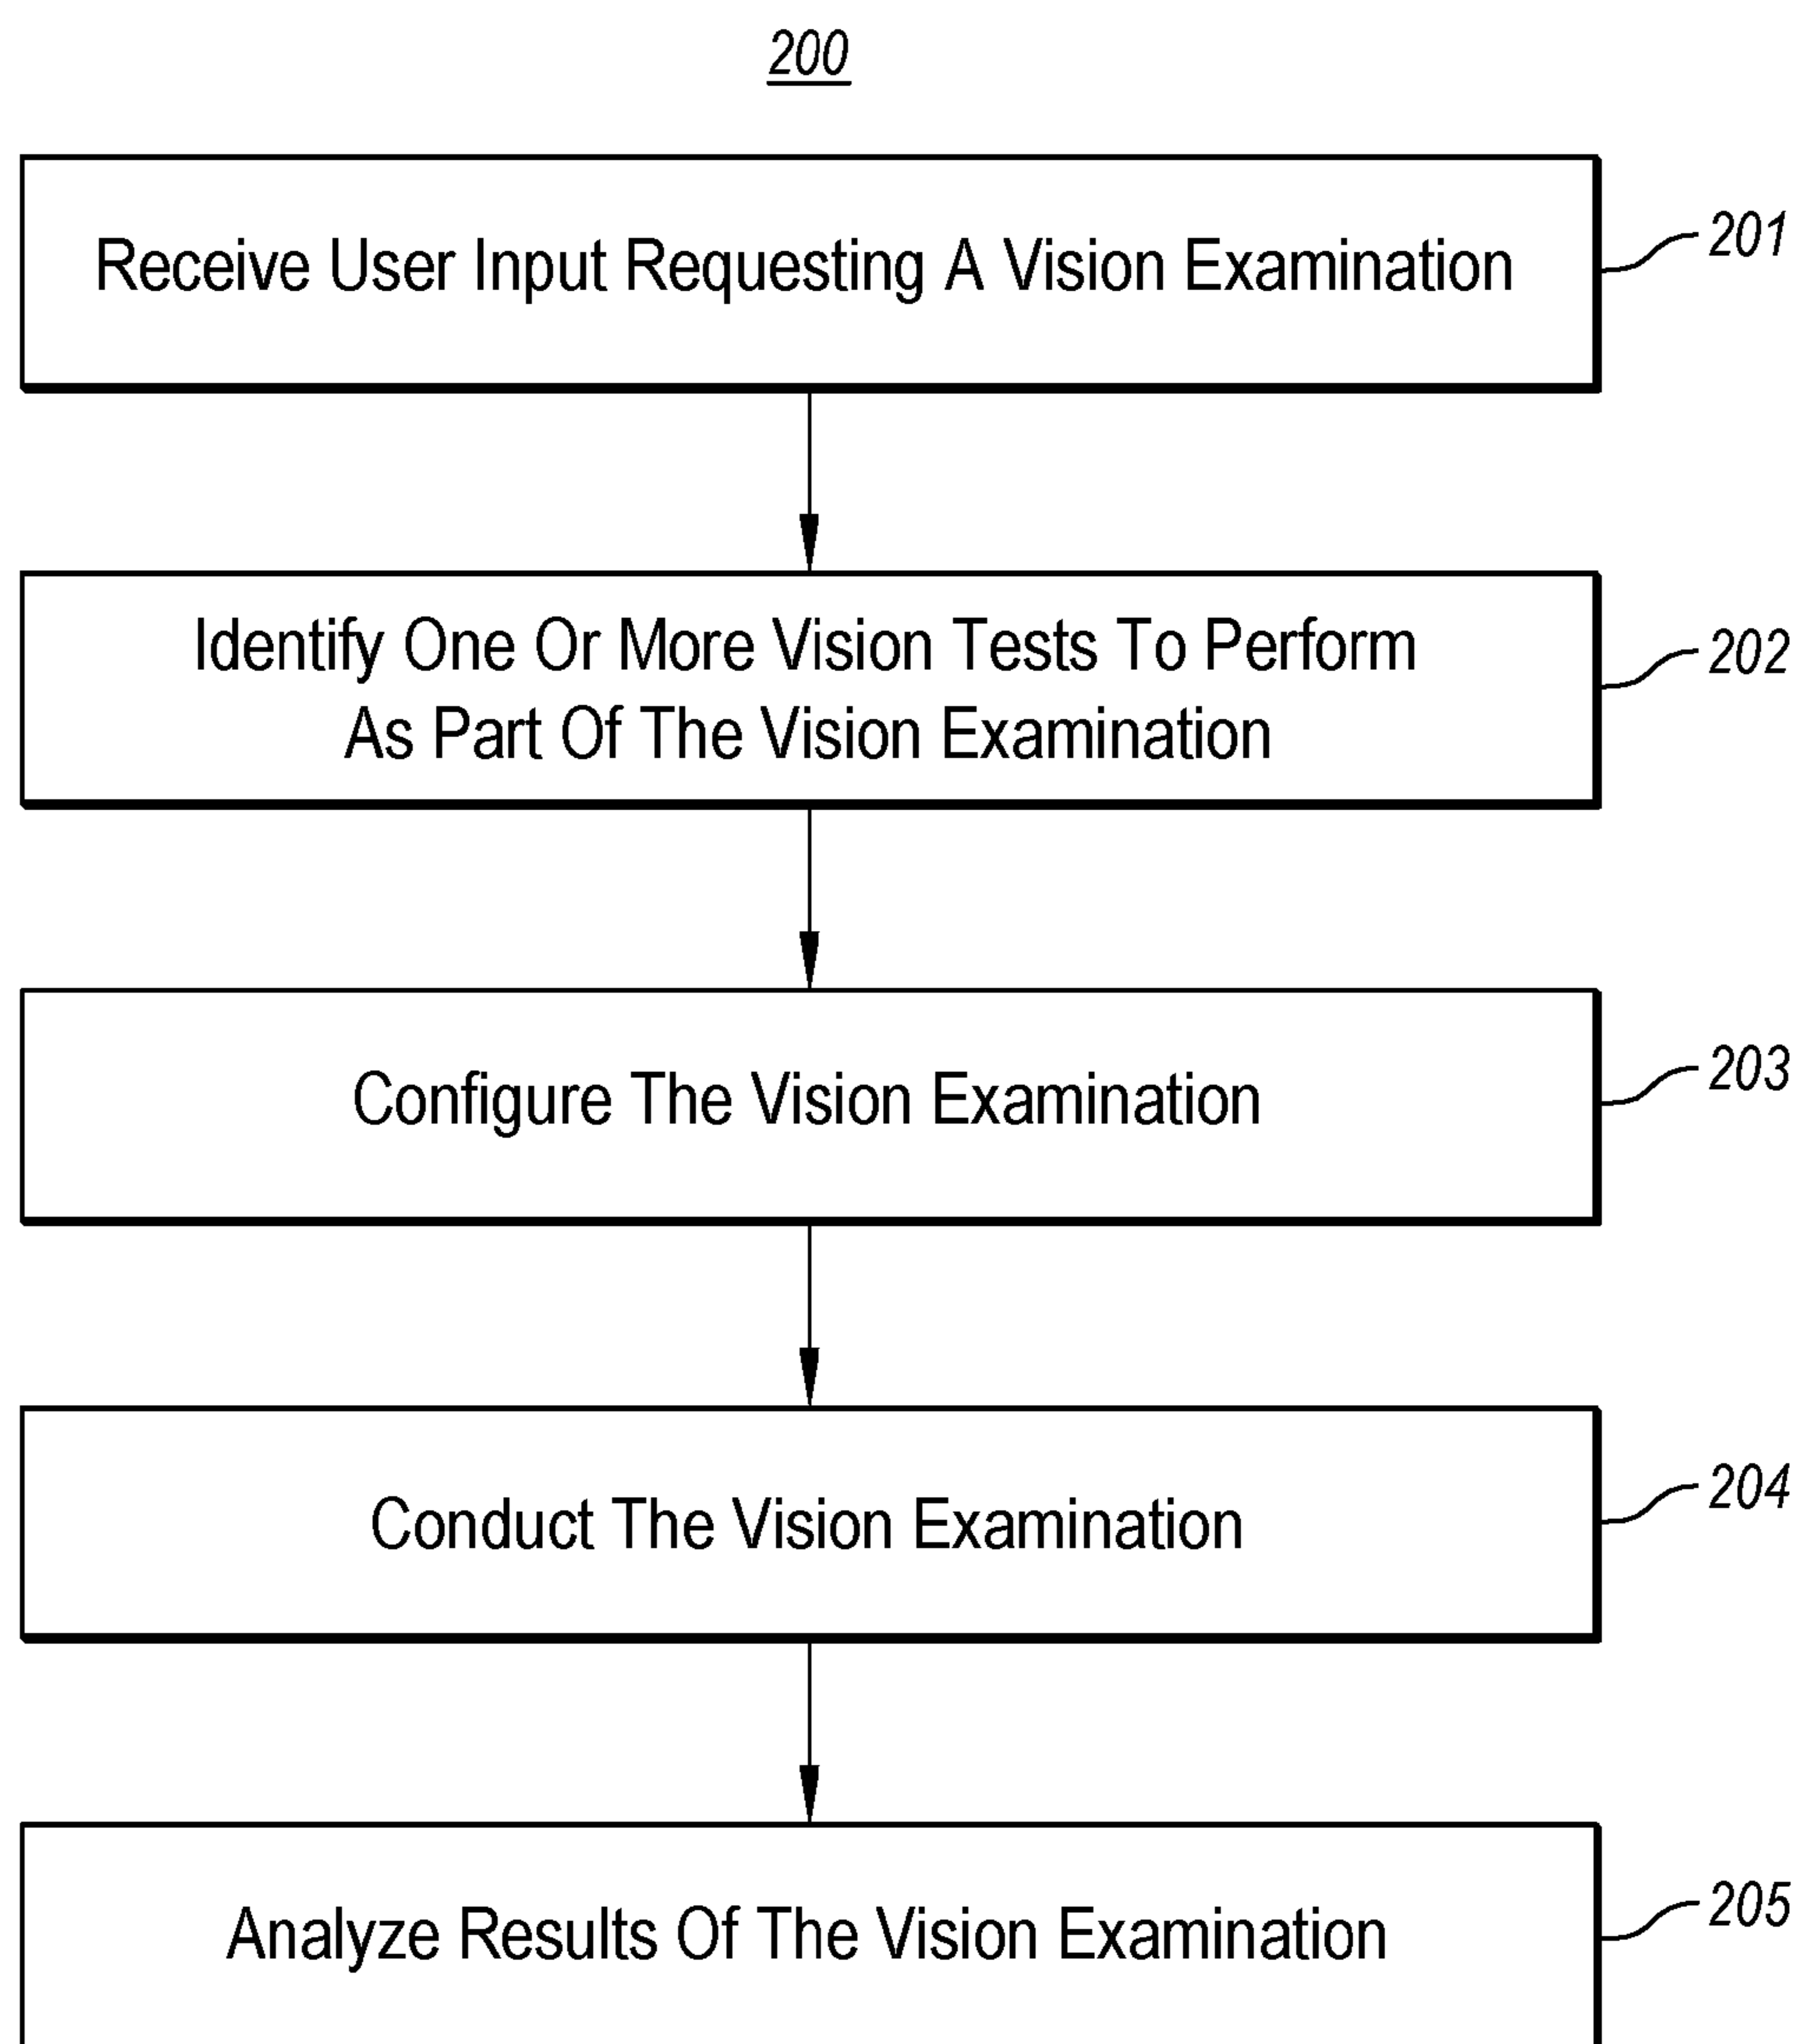 200
Receive User Input Requesting A Vision Examination
201
Identify One Or More Vision Tests To Perform
As Part Of The Vision Examination
202
Configure The Vision Examination
203
Conduct The Vision Examination
204
Analyze Results Of The Vision Examination
205